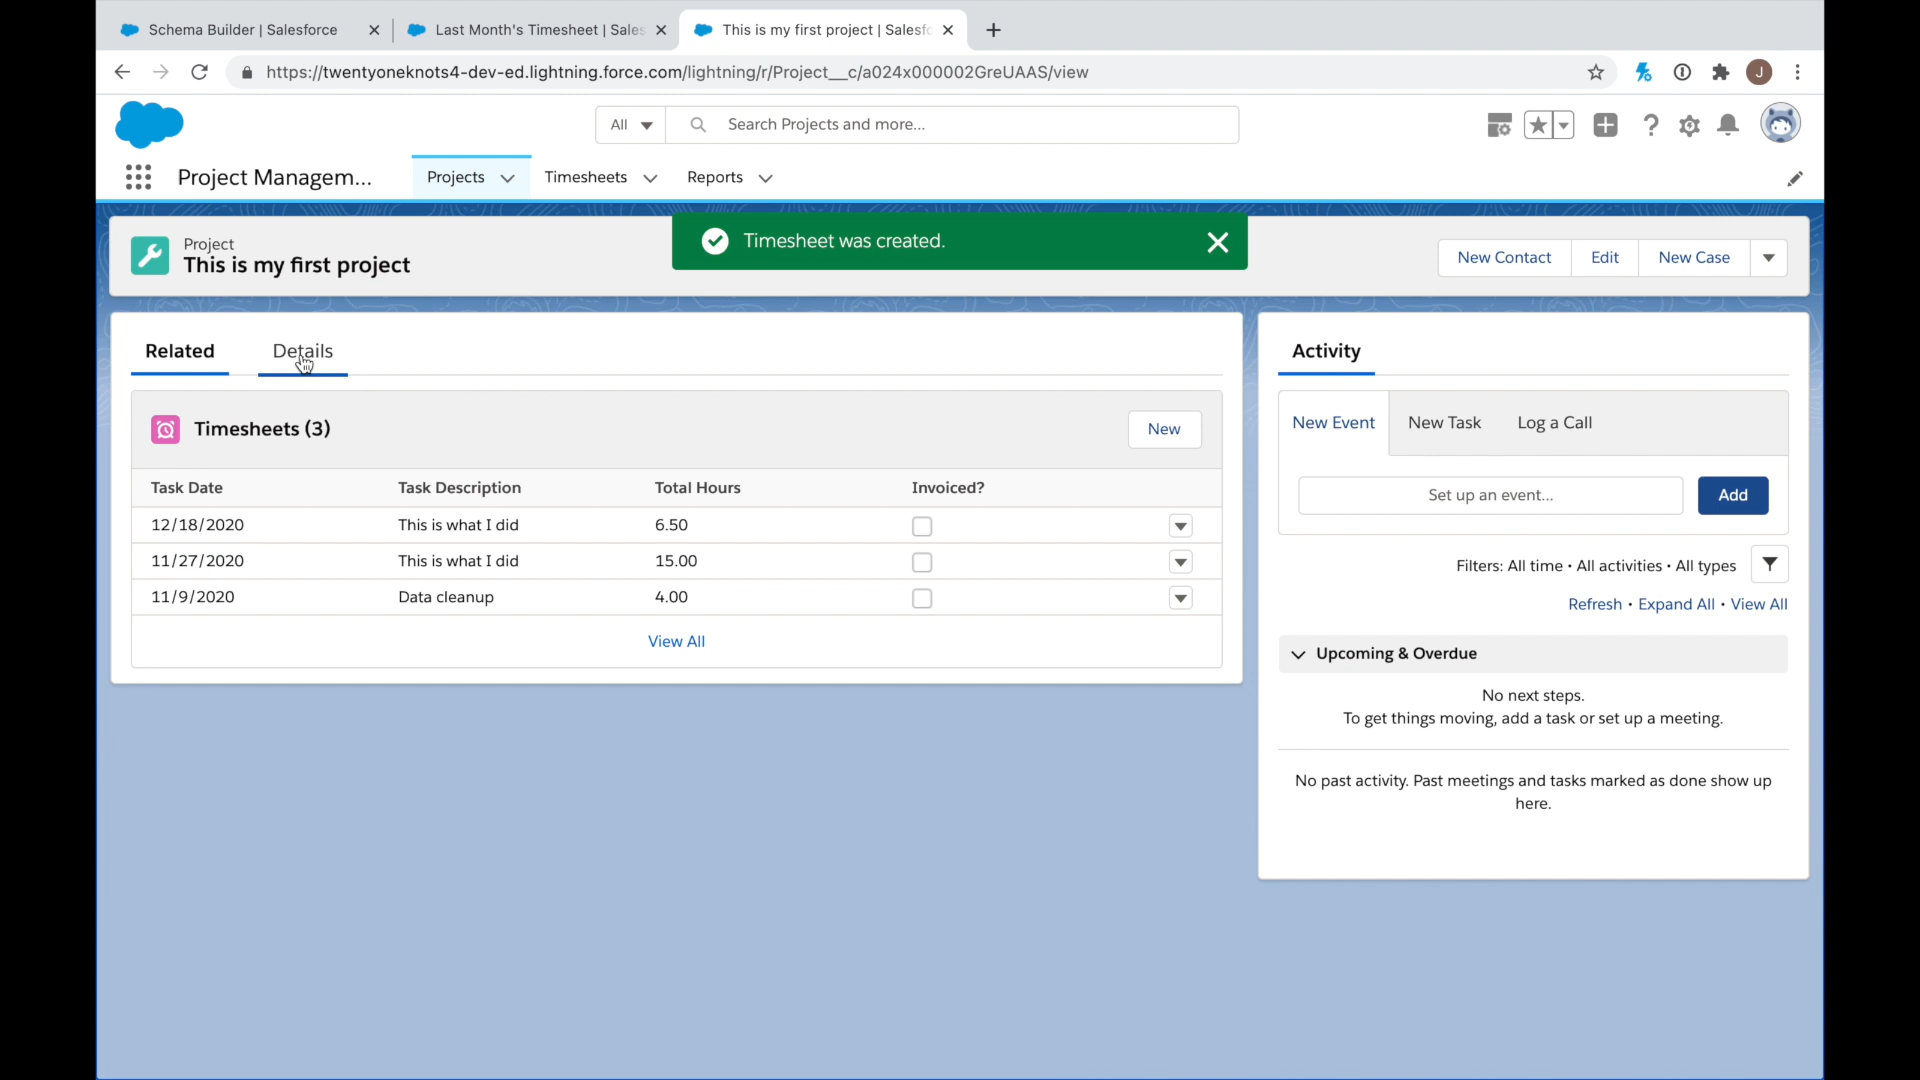 Schema Builder | Salesforce
Last Month's Timesheet | Sales
This is my first project | Salesfc
https://twentyoneknots4-dev-ed.lightning.force.com/lightning/r/Project__c/a024x000002GreUAAS/view
J
All
Search Projects and more...
Project Managem...
Projects
Timesheets
Reports
Project
This is my first project
Timesheet was created.
New Contact
Edit
New Case
Related
Details
Timesheets (3)
New
Task Date Task Description Total Hours Invoiced?
12/18/2020 This is what I did 6.50
11/27/2020 This is what I did 15.00
11/9/2020 Data cleanup 4.00
View All
Activity
New Event
New Task
Log a Call
Set up an event...
Add
Filters: All time • All activities • All types
Refresh • Expand All • View All
Upcoming & Overdue
No next steps.
To get things moving, add a task or set up a meeting.
No past activity. Past meetings and tasks marked as done show up
here.